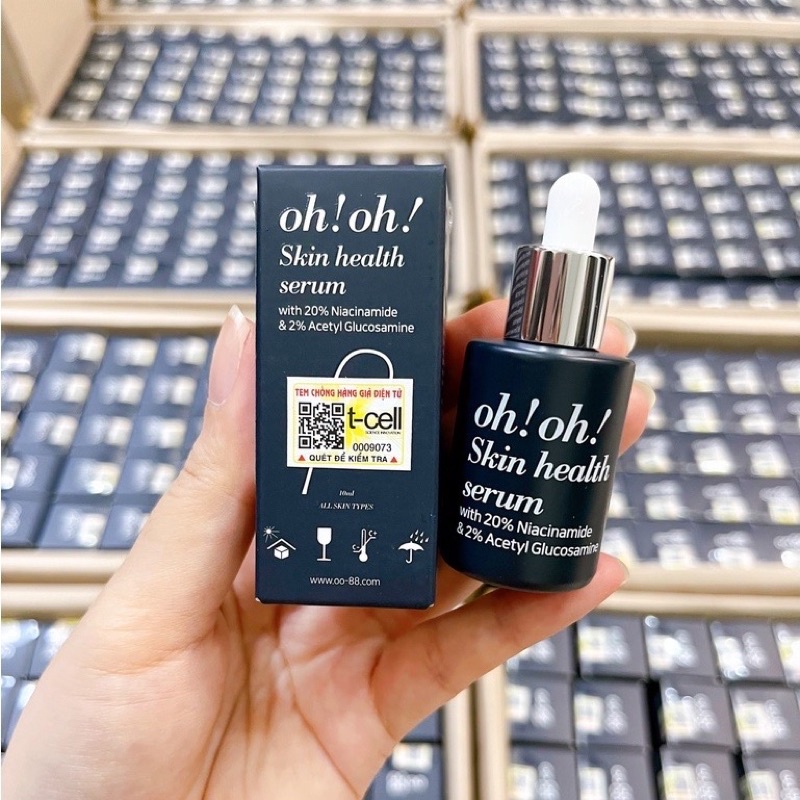 oh! oh!
Skin health
serum
with 20% Niacinamide
& 2% Acetyl Glucosamine
TEM CHỐNG HÀNG GIẢ ĐIỆN TỬ
t-cell
0009073
QUÉT ĐỂ KIỂM TRA
10ml
ALL SKIN TYPES
www.oo-88.com
oh! oh!
Skin health
serum
with 20% Niacinamide
& 2% Acetyl Glucosamine